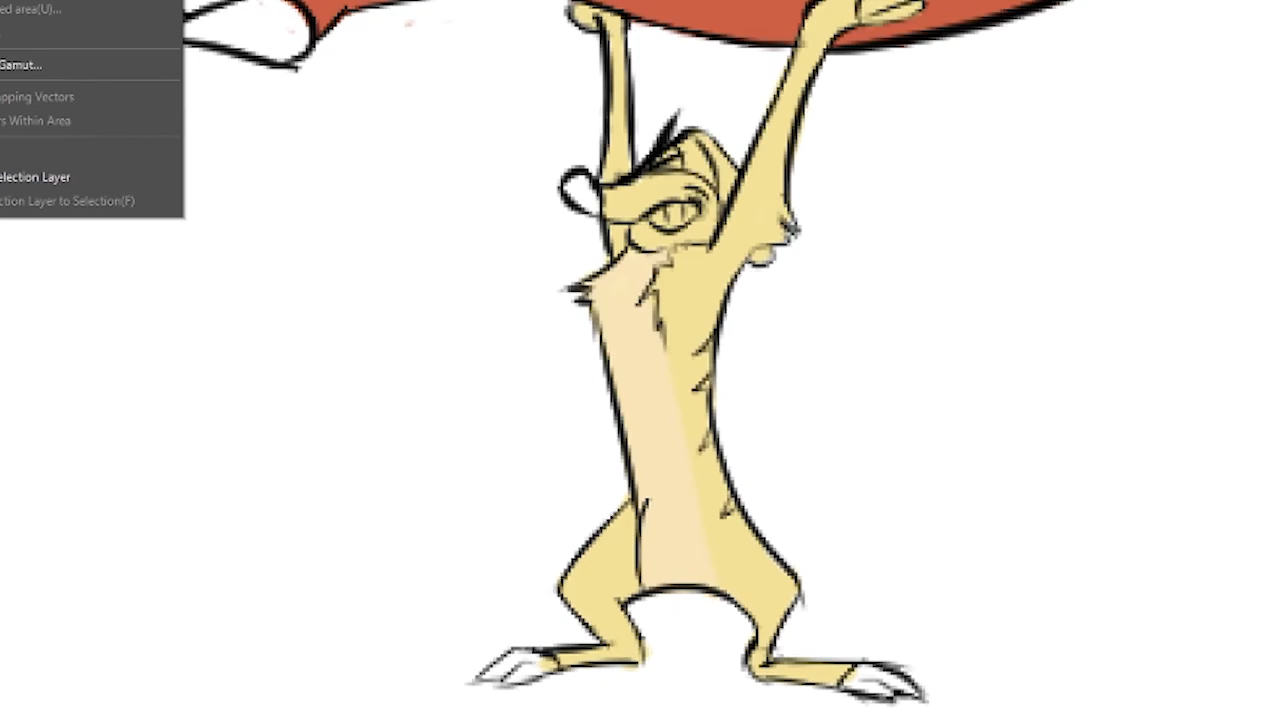 ed area(U)...
Gamut...
pping Vectors
s Within Area
election Layer
ction Layer to Selection(F)